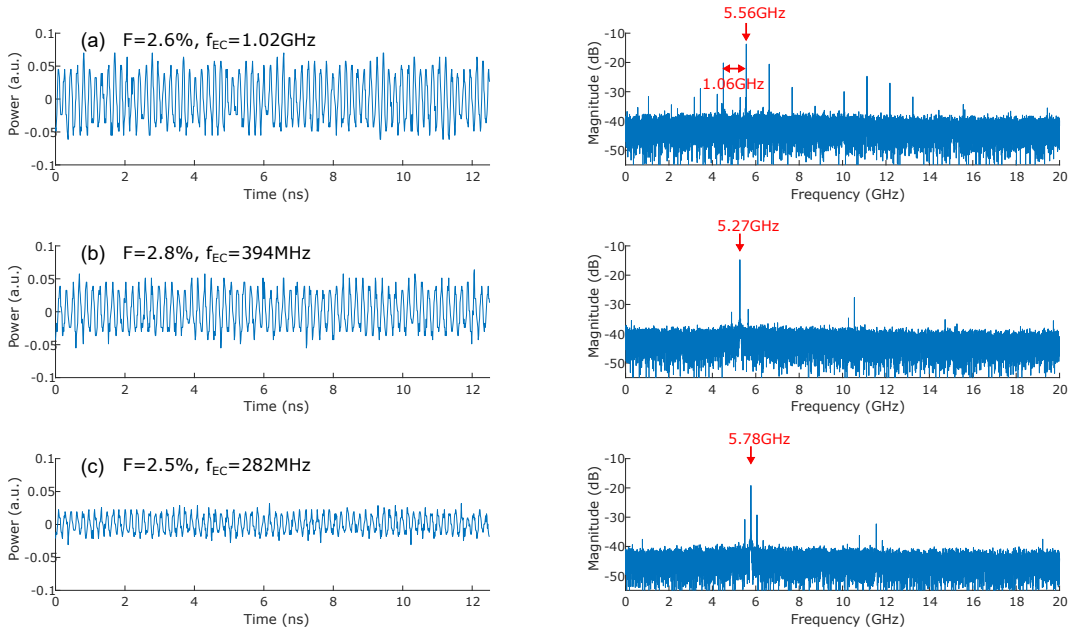 (a) F=2.6%, fEC=1.02GHz
0.1
0.05
0
-0.05
-0.1
Power (a.u.)
0 2 4 6 8 10 12
Time (ns)
5.56GHz
1.06GHz
-10
-20
-30
-40
-50
Magnitude (dB)
0 2 4 6 8 10 12 14 16 18 20
Frequency (GHz)
(b) F=2.8%, fEC=394MHz
0.1
0.05
0
-0.05
-0.1
Power (a.u.)
0 2 4 6 8 10 12
Time (ns)
5.27GHz
-10
-20
-30
-40
-50
Magnitude (dB)
0 2 4 6 8 10 12 14 16 18 20
Frequency (GHz)
(c) F=2.5%, fEC=282MHz
0.1
0.05
0
-0.05
-0.1
Power (a.u.)
0 2 4 6 8 10 12
Time (ns)
5.78GHz
-10
-20
-30
-40
-50
Magnitude (dB)
0 2 4 6 8 10 12 14 16 18 20
Frequency (GHz)